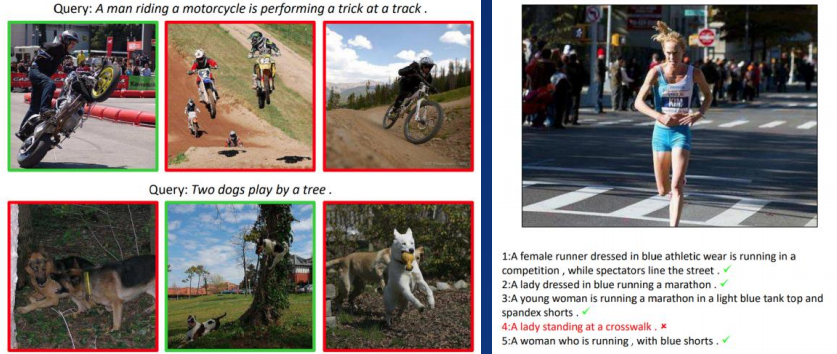 Query: A man riding a motorcycle is performing a trick at a track .
Query: Two dogs play by a tree .
1:A female runner dressed in blue athletic wear is running in a
competition , while spectators line the street . ✓
2:A lady dressed in blue running a marathon . ✓
3:A young woman is running a marathon in a light blue tank top and
spandex shorts . ✓
4:A lady standing at a crosswalk . ✘
5:A woman who is running , with blue shorts . ✓